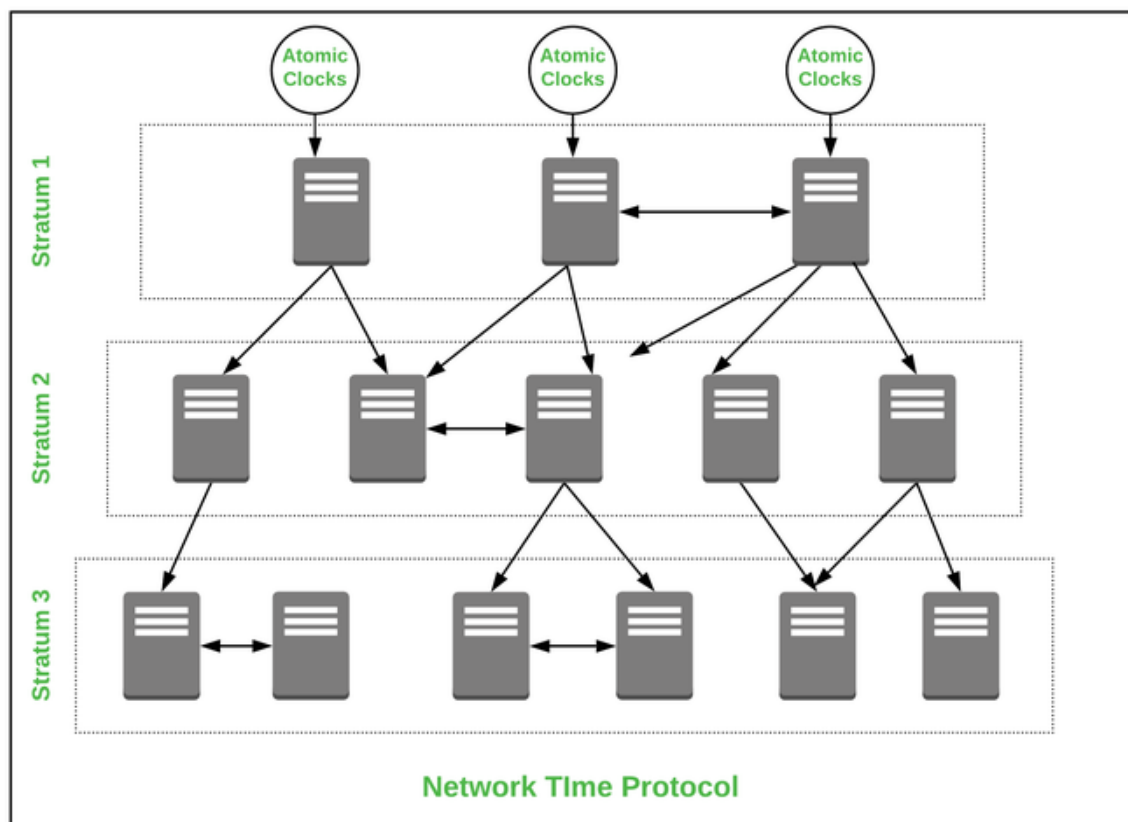 Atomic
Clocks
Atomic
Clocks
Atomic
Clocks
Stratum 1
Stratum 2
Stratum 3
Network TIme Protocol